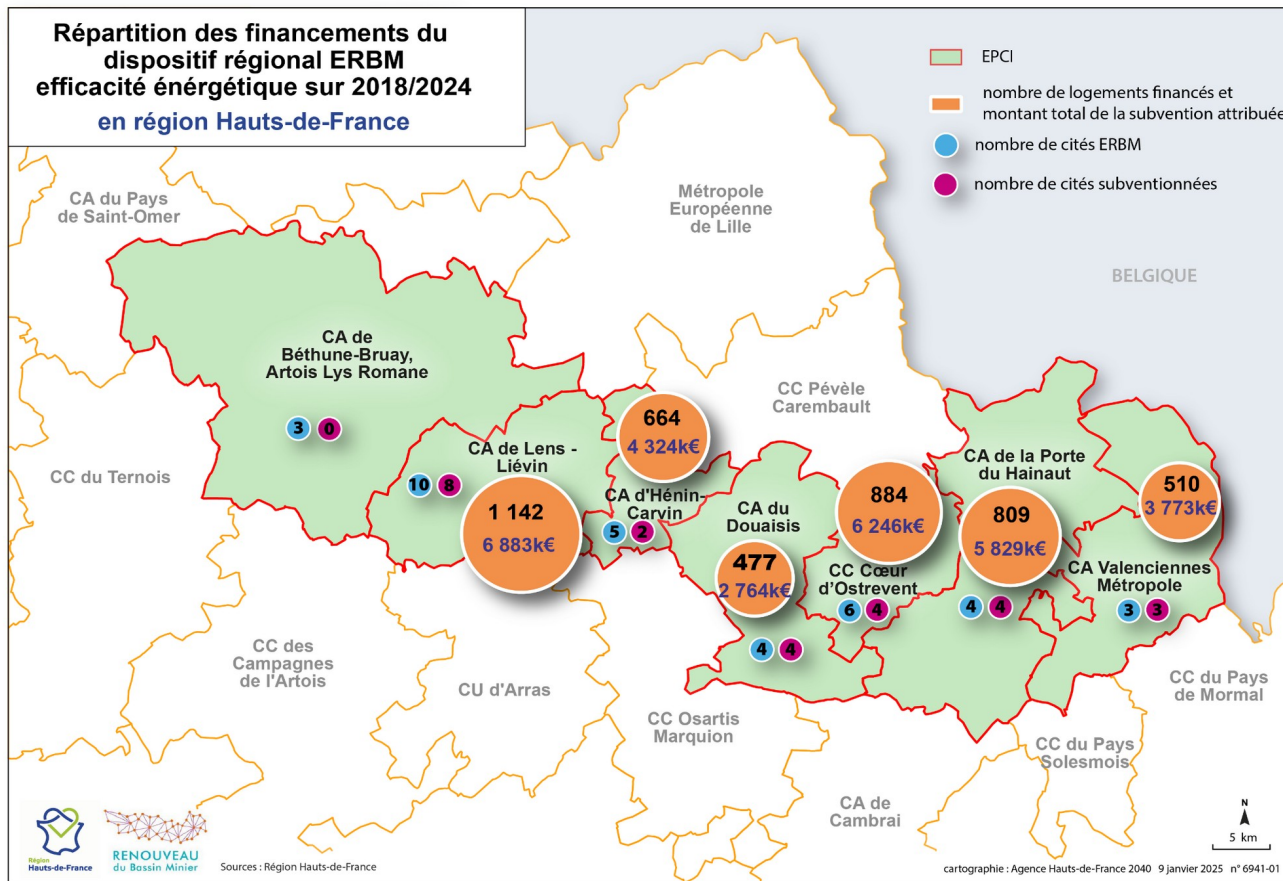 Répartition des financements du
dispositif régional ERBM
efficacité énérgétique sur 2018/2024
en région Hauts-de-France
EPCI
nombre de logements financés et
montant total de la subvention attribuée
nombre de cités ERBM
nombre de cités subventionnées
CA du Pays
de Saint-Omer
Métropole
Européenne
de Lille
BELGIQUE
CA de
Béthune-Bruay,
Artois Lys Romane
3
0
CC du Ternois
CA de Lens -
Liévin
10
8
1 142
6 883k€
664
4 324k€
CA d'Hénin-
Carvin
5
2
CC Pévèle
Carembault
CA du
Douaisis
477
2 764k€
4
4
884
6 246k€
CC Cœur
d'Ostrevent
6
4
CA de la Porte
du Hainaut
809
5 829k€
4
4
510
3 773k€
CA Valenciennes
Métropole
3
3
CC des
Campagnes
de l'Artois
CU d'Arras
CC Osartis
Marquion
CA de
Cambrai
CC du Pays
Solesmois
CC du Pays
de Mormal
N
5 km
Région
Hauts-de-France
RENOUVEAU
du Bassin Minier
Sources : Région Hauts-de-France
cartographie : Agence Hauts-de-France 2040 9 janvier 2025 n° 6941-01